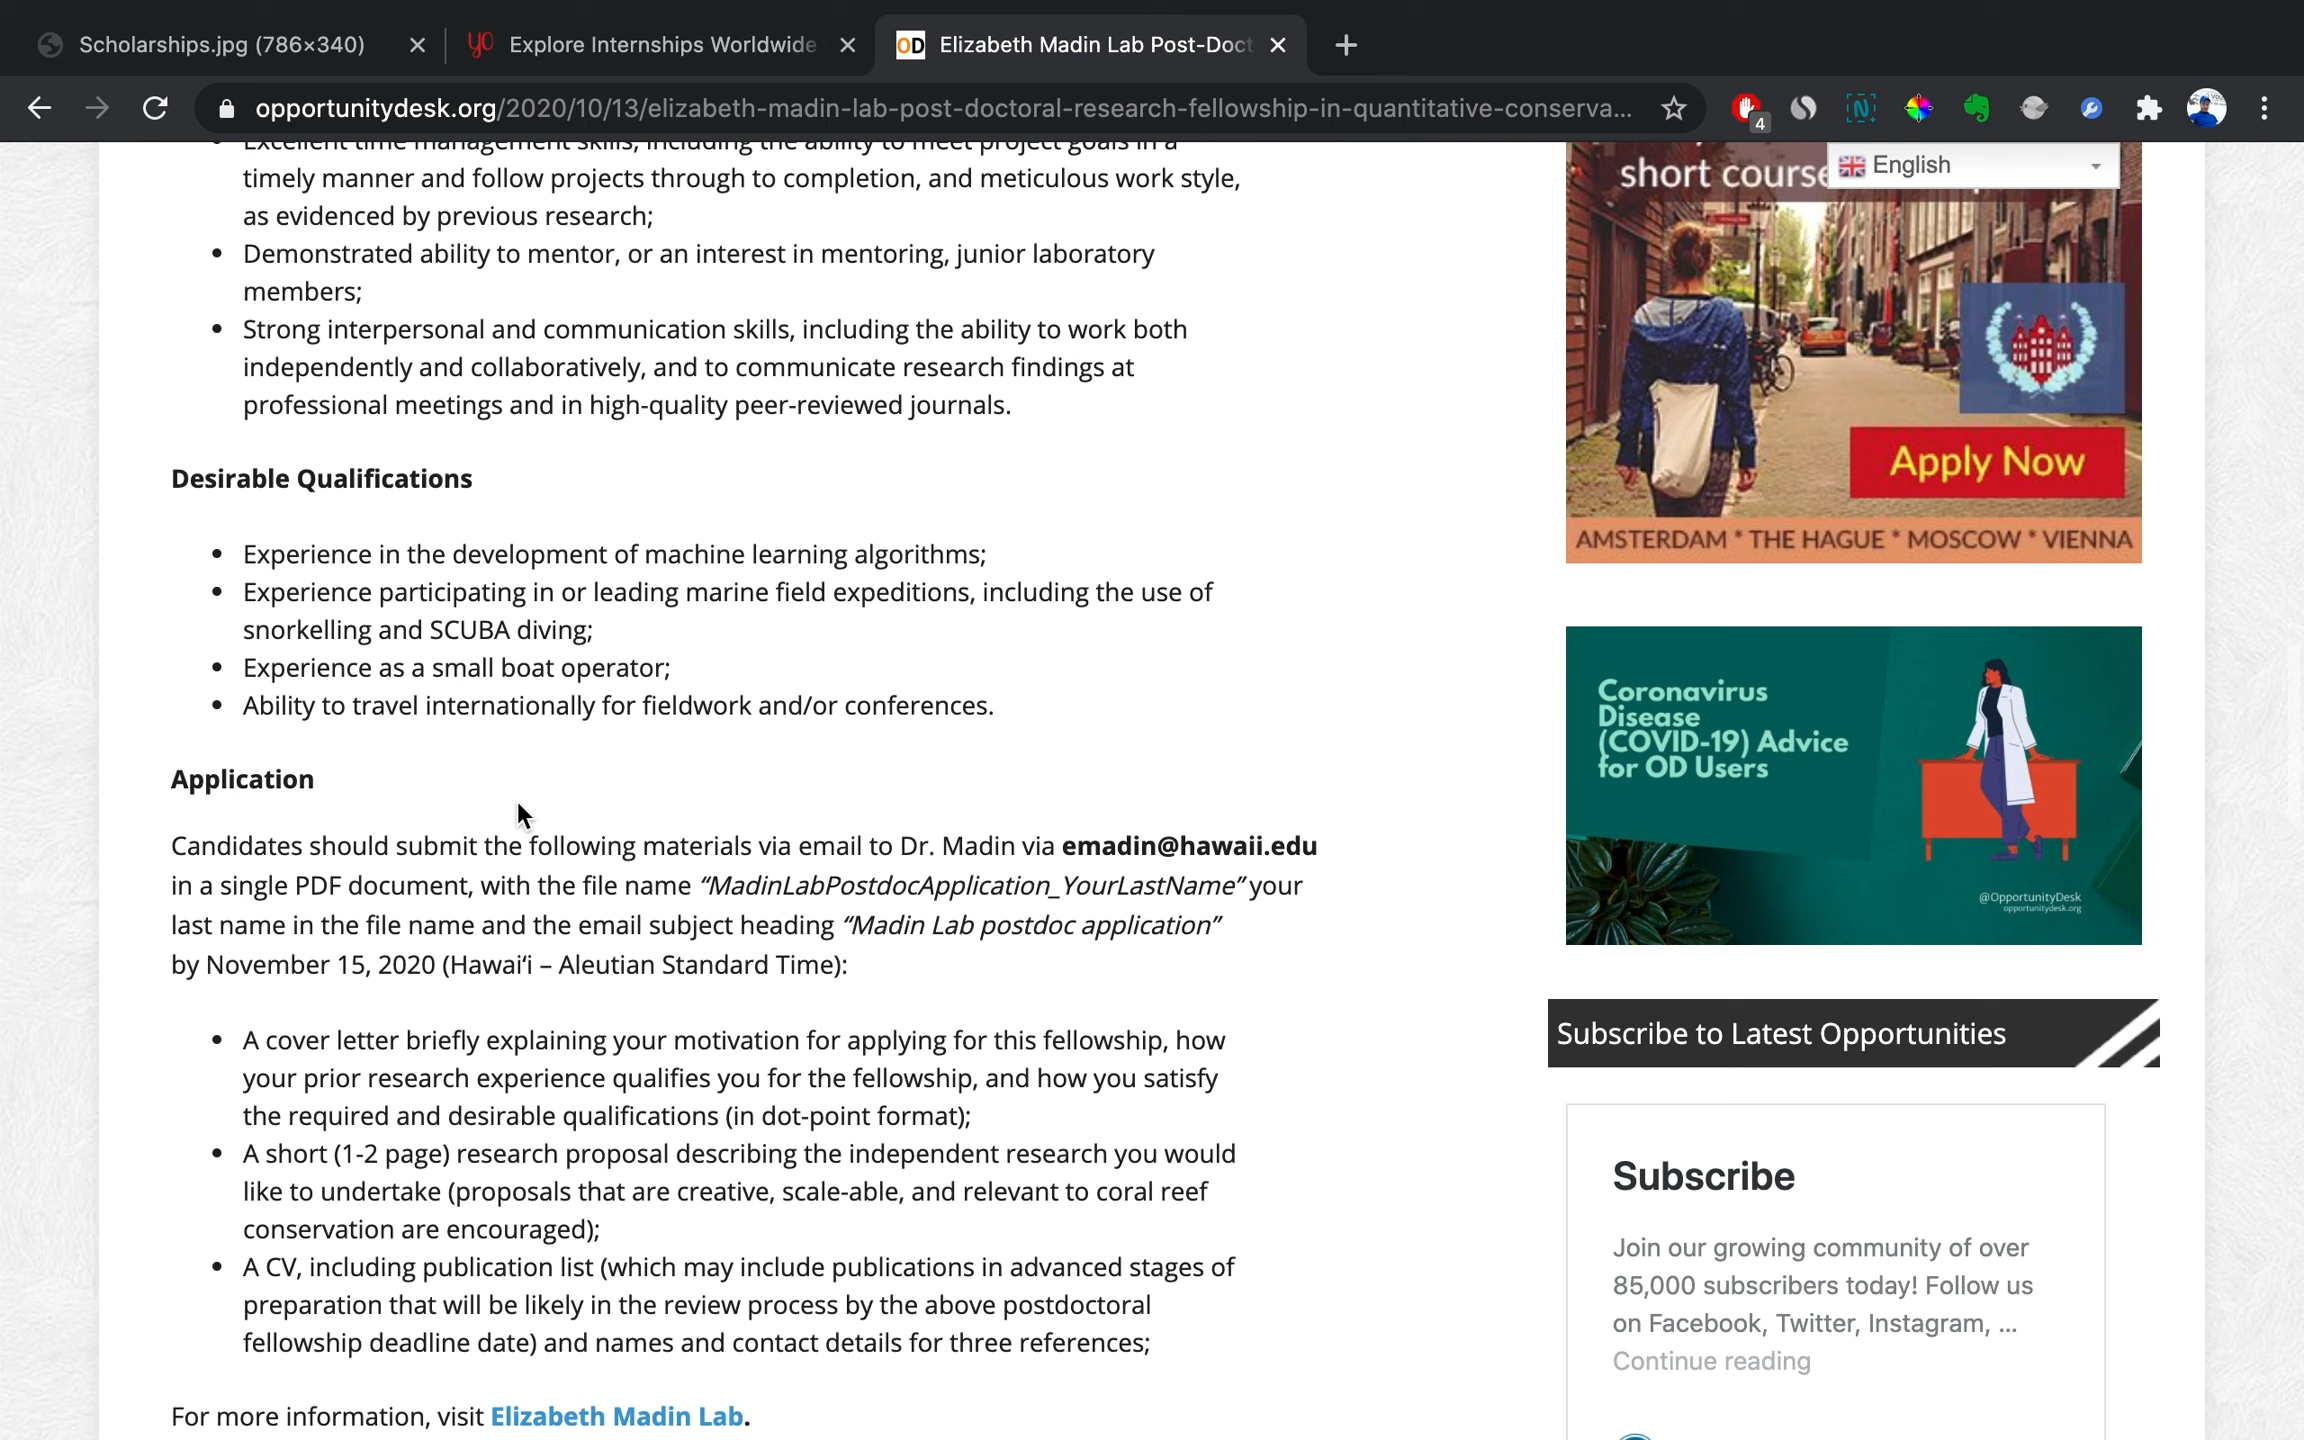 Scholarships.jpg (786×340)
Explore Internships Worldwide
OD Elizabeth Madin Lab Post-Doct
opportunitydesk.org/2020/10/13/elizabeth-madin-lab-post-doctoral-research-fellowship-in-quantitative-conserva...
4
Excellent time management skills, including the ability to meet project goals in a
timely manner and follow projects through to completion, and meticulous work style,
as evidenced by previous research;
• Demonstrated ability to mentor, or an interest in mentoring, junior laboratory
members;
• Strong interpersonal and communication skills, including the ability to work both
independently and collaboratively, and to communicate research findings at
professional meetings and in high-quality peer-reviewed journals.
Desirable Qualifications
• Experience in the development of machine learning algorithms;
• Experience participating in or leading marine field expeditions, including the use of
snorkelling and SCUBA diving;
• Experience as a small boat operator;
• Ability to travel internationally for fieldwork and/or conferences.
Application
Candidates should submit the following materials via email to Dr. Madin via emadin@hawaii.edu
in a single PDF document, with the file name “MadinLabPostdocApplication_YourLastName” your
last name in the file name and the email subject heading “Madin Lab postdoc application”
by November 15, 2020 (Hawai‘i – Aleutian Standard Time):
• A cover letter briefly explaining your motivation for applying for this fellowship, how
your prior research experience qualifies you for the fellowship, and how you satisfy
the required and desirable qualifications (in dot-point format);
• A short (1-2 page) research proposal describing the independent research you would
like to undertake (proposals that are creative, scale-able, and relevant to coral reef
conservation are encouraged);
• A CV, including publication list (which may include publications in advanced stages of
preparation that will be likely in the review process by the above postdoctoral
fellowship deadline date) and names and contact details for three references;
For more information, visit Elizabeth Madin Lab.
English
short course
Apply Now
AMSTERDAM * THE HAGUE * MOSCOW * VIENNA
Coronavirus
Disease
(COVID-19) Advice
for OD Users
@OpportunityDesk
opportunitydesk.org
Subscribe to Latest Opportunities
Subscribe
Join our growing community of over
85,000 subscribers today! Follow us
on Facebook, Twitter, Instagram, ...
Continue reading